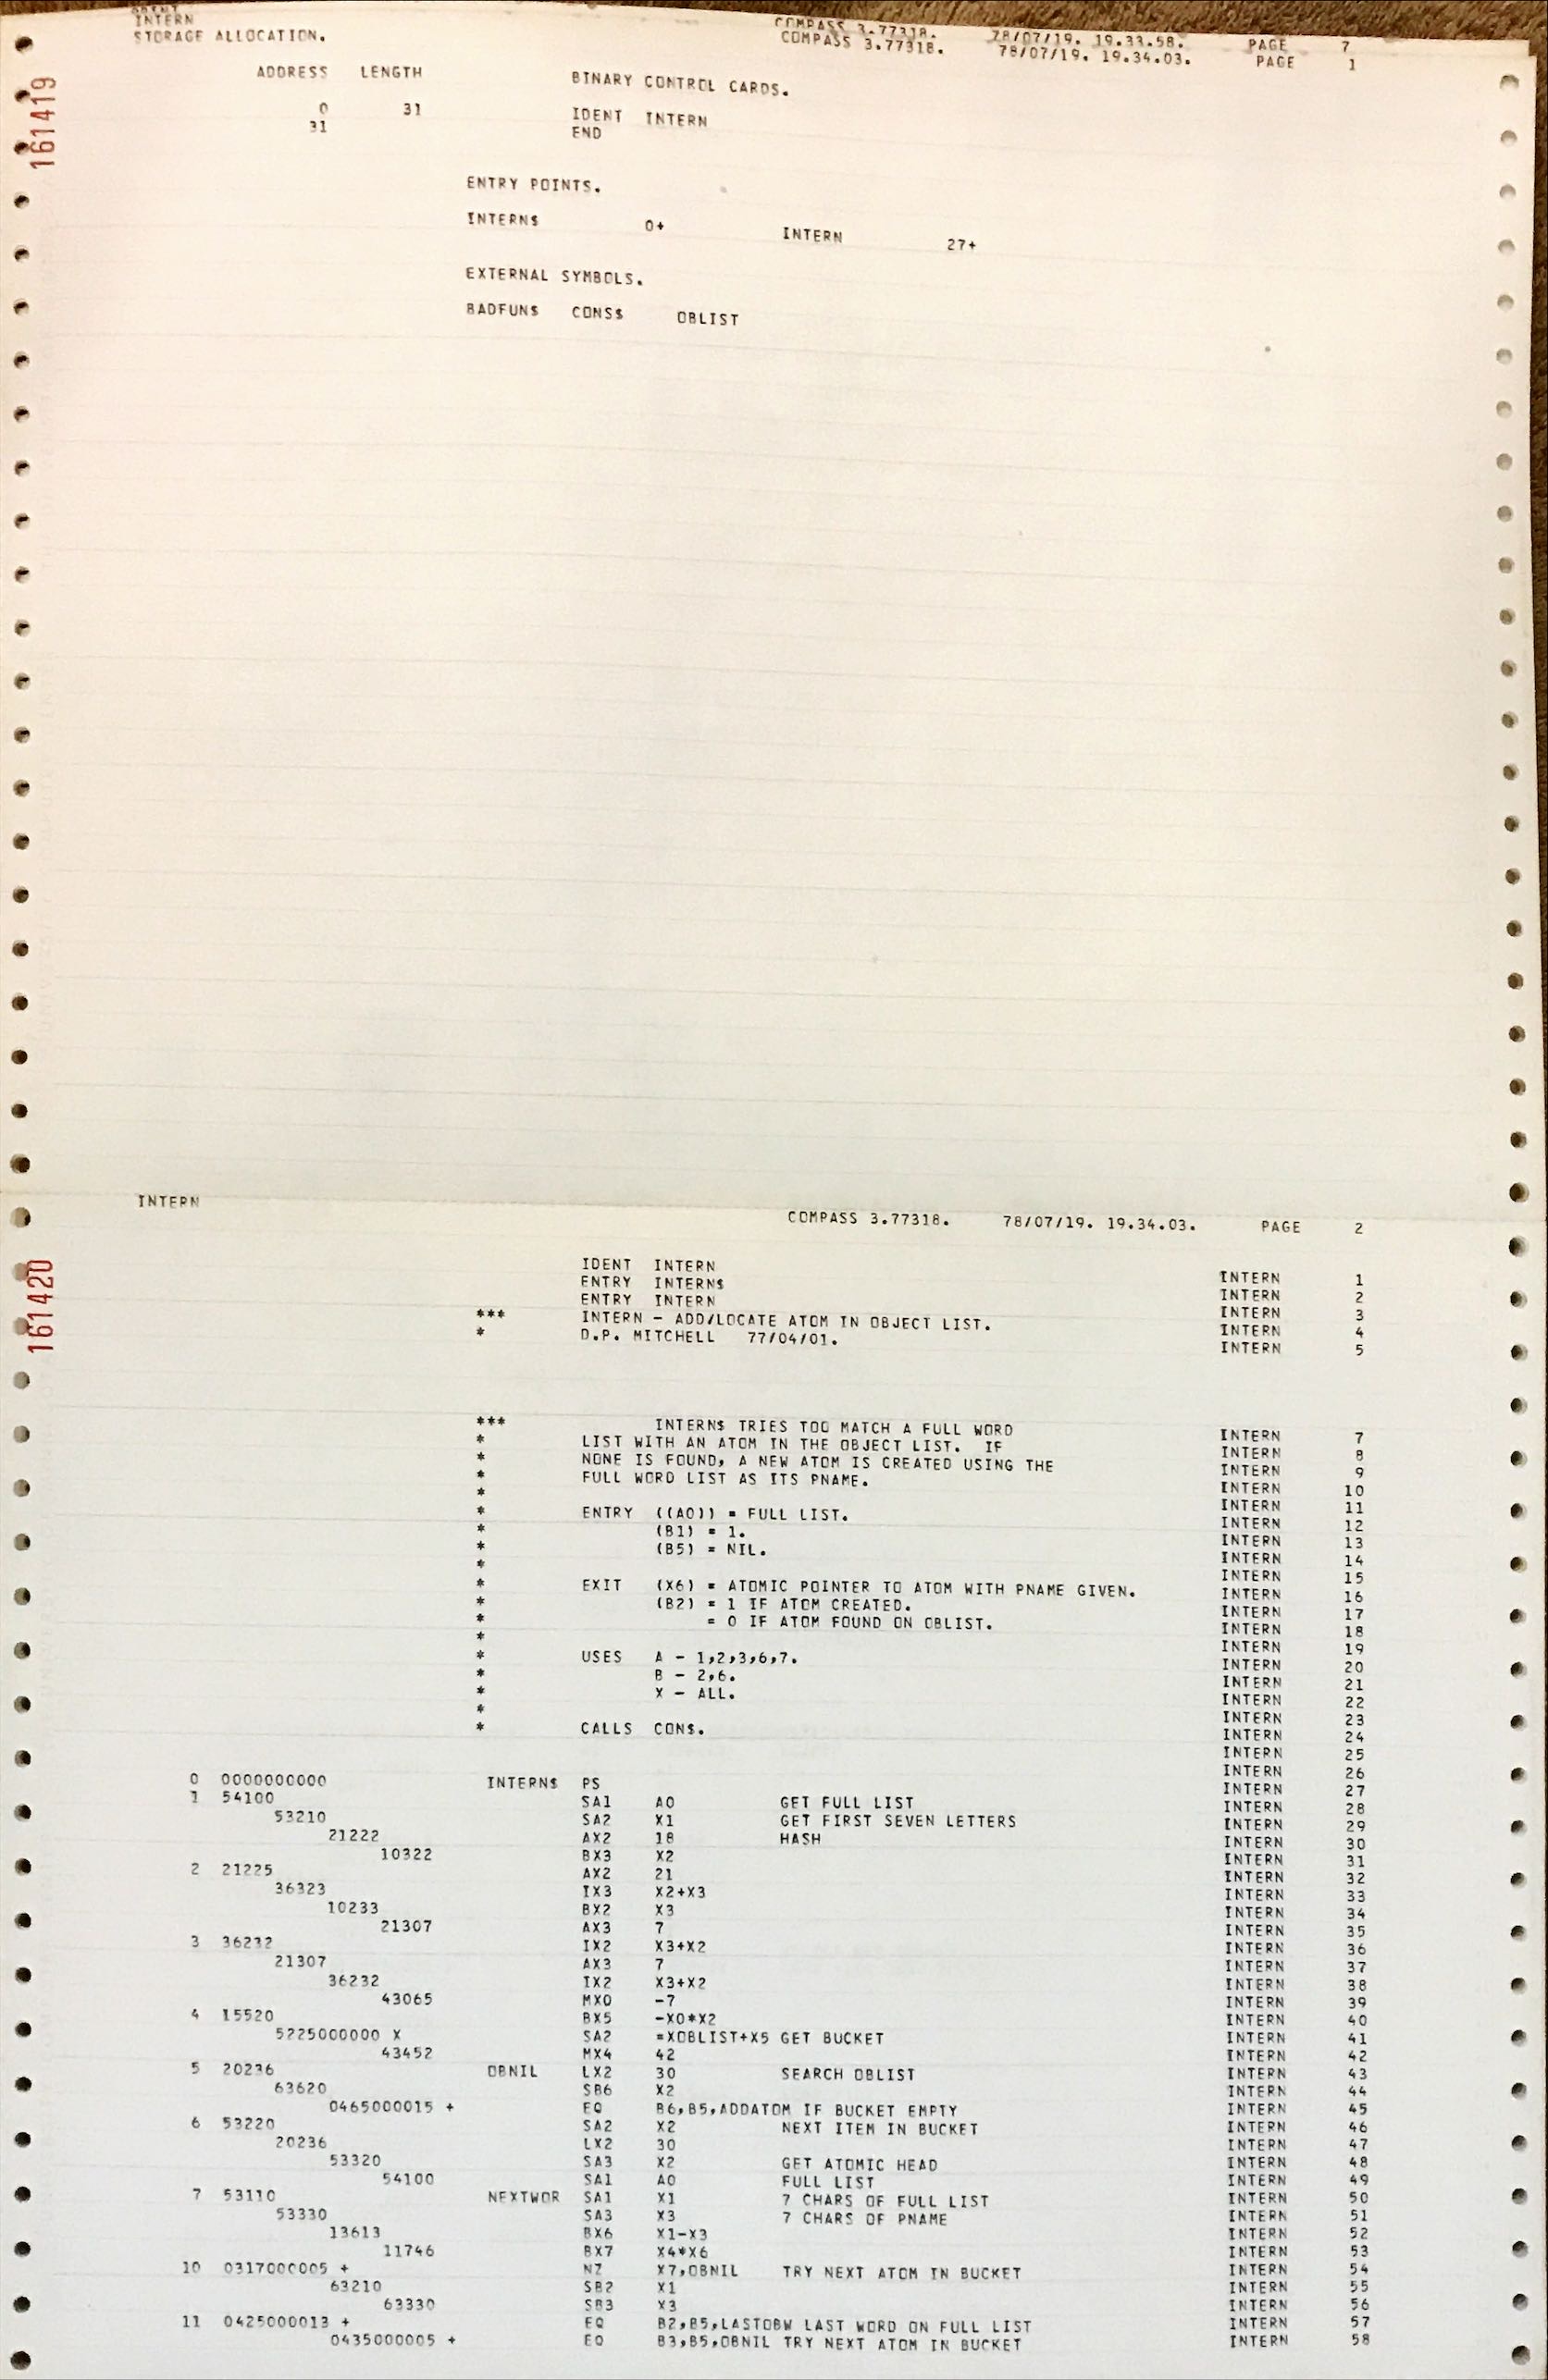 PRINT
INTERN COMPASS 3.77318. 78/07/19. 19.33.58. PAGE 7
STORAGE ALLOCATION. COMPASS 3.77318. 78/07/19. 19.34.03. PAGE 1
ADDRESS LENGTH BINARY CONTROL CARDS.
0 31 IDENT INTERN
31 END
161419
ENTRY POINTS.
INTERN$ 0+ INTERN 27+
EXTERNAL SYMBOLS.
BADFUN$ CONS$ OBLIST
INTERN COMPASS 3.77318. 78/07/19. 19.34.03. PAGE 2
161420
IDENT INTERN INTERN 1
ENTRY INTERN$ INTERN 2
ENTRY INTERN INTERN 3
*** INTERN - ADD/LOCATE ATOM IN OBJECT LIST. INTERN 4
* D.P. MITCHELL 77/04/01. INTERN 5
*** INTERN$ TRIES TOO MATCH A FULL WORD INTERN 7
* LIST WITH AN ATOM IN THE OBJECT LIST. IF INTERN 8
* NONE IS FOUND, A NEW ATOM IS CREATED USING THE INTERN 9
* FULL WORD LIST AS ITS PNAME. INTERN 10
* INTERN 11
* ENTRY ((A0)) = FULL LIST. INTERN 12
* (B1) = 1. INTERN 13
* (B5) = NIL. INTERN 14
* INTERN 15
* EXIT (X6) = ATOMIC POINTER TO ATOM WITH PNAME GIVEN. INTERN 16
* (B2) = 1 IF ATOM CREATED. INTERN 17
* = 0 IF ATOM FOUND ON OBLIST. INTERN 18
* INTERN 19
* USES A - 1,2,3,6,7. INTERN 20
* B - 2,6. INTERN 21
* X - ALL. INTERN 22
* INTERN 23
* CALLS CONS. INTERN 24
INTERN 25
INTERN 26
0 0000000000 INTERN$ PS INTERN 27
1 54100 SA1 A0 GET FULL LIST INTERN 28
53210 SA2 X1 GET FIRST SEVEN LETTERS INTERN 29
21222 AX2 18 HASH INTERN 30
10322 BX3 X2 INTERN 31
2 21225 AX2 21 INTERN 32
36323 IX3 X2+X3 INTERN 33
10233 BX2 X3 INTERN 34
21307 AX3 7 INTERN 35
3 36232 IX2 X3+X2 INTERN 36
21307 AX3 7 INTERN 37
36232 IX2 X3+X2 INTERN 38
43065 MX0 -7 INTERN 39
4 15520 BX5 -X0*X2 INTERN 40
5225000000 X SA2 =XOBLIST+X5 GET BUCKET INTERN 41
43452 MX4 42 INTERN 42
5 20236 OBNIL LX2 30 SEARCH OBLIST INTERN 43
63620 SB6 X2 INTERN 44
0465000015 + EQ B6,B5,ADDATOM IF BUCKET EMPTY INTERN 45
6 53220 SA2 X2 NEXT ITEM IN BUCKET INTERN 46
20236 LX2 30 INTERN 47
53320 SA3 X2 GET ATOMIC HEAD INTERN 48
54100 SA1 A0 FULL LIST INTERN 49
7 53110 NEXTWOR SA1 X1 7 CHARS OF FULL LIST INTERN 50
53330 SA3 X3 7 CHARS OF PNAME INTERN 51
13613 BX6 X1-X3 INTERN 52
11746 BX7 X4*X6 INTERN 53
10 0317000005 + NZ X7,OBNIL TRY NEXT ATOM IN BUCKET INTERN 54
63210 SB2 X1 INTERN 55
63330 SB3 X3 INTERN 56
11 0425000013 + EQ B2,B5,LASTOBW LAST WORD ON FULL LIST INTERN 57
0435000005 + EQ B3,B5,OBNIL TRY NEXT ATOM IN BUCKET INTERN 58